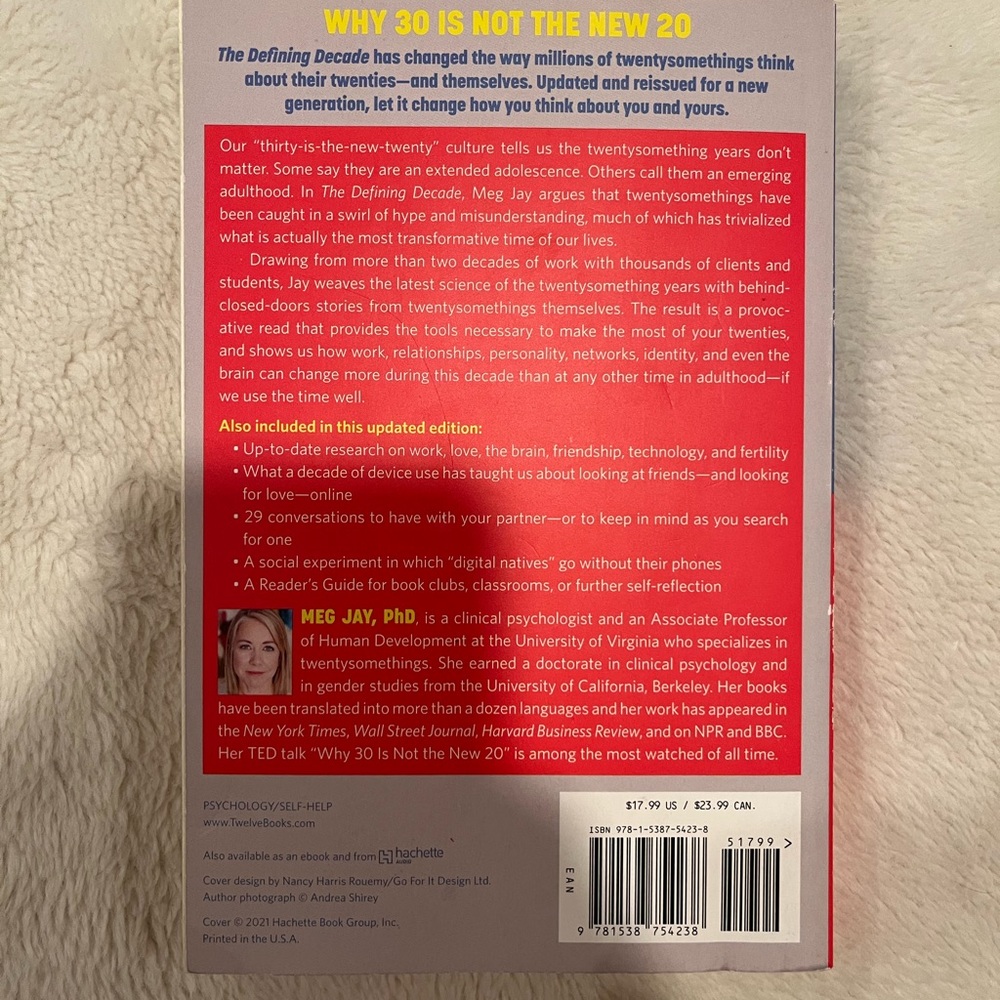 WHY 30 IS NOT THE NEW 20
The Defining Decade has changed the way millions of twentysomethings think
about their twenties—and themselves. Updated and reissued for a new
generation, let it change how you think about you and yours.
Our "thirty-is-the-new-twenty" culture tells us the twentysomething years don't
matter. Some say they are an extended adolescence. Others call them an emerging
adulthood. In The Defining Decade, Meg Jay argues that twentysomethings have
been caught in a swirl of hype and misunderstanding, much of which has trivialized
what is actually the most transformative time of our lives.
Drawing from more than two decades of work with thousands of clients and
students, Jay weaves the latest science of the twentysomething years with behind-
closed-doors stories from twentysomethings themselves. The result is a provoc-
ative read that provides the tools necessary to make the most of your twenties,
and shows us how work, relationships, personality, networks, identity, and even the
brain can change more during this decade than at any other time in adulthood—if
we use the time well.
Also included in this updated edition:
• Up-to-date research on work, love, the brain, friendship, technology, and fertility
• What a decade of device use has taught us about looking at friends—and looking
for love—online
• 29 conversations to have with your partner—or to keep in mind as you search
for one
• A social experiment in which "digital natives" go without their phones
• A Reader's Guide for book clubs, classrooms, or further self-reflection
MEG JAY, PhD, is a clinical psychologist and an Associate Professor
of Human Development at the University of Virginia who specializes in
twentysomethings. She earned a doctorate in clinical psychology and
in gender studies from the University of California, Berkeley. Her books
have been translated into more than a dozen languages and her work has appeared in
the New York Times, Wall Street Journal, Harvard Business Review, and on NPR and BBC.
Her TED talk "Why 30 Is Not the New 20" is among the most watched of all time.
PSYCHOLOGY/SELF-HELP
www.TwelveBooks.com
Also available as an ebook and from hachette AUDIO
Cover design by Nancy Harris Rouemy/Go For It Design Ltd.
Author photograph © Andrea Shirey
Cover © 2021 Hachette Book Group, Inc.
Printed in the U.S.A.
$17.99 US / $23.99 CAN.
ISBN 978-1-5387-5423-8
51799 >
EAN
9 781538 754238